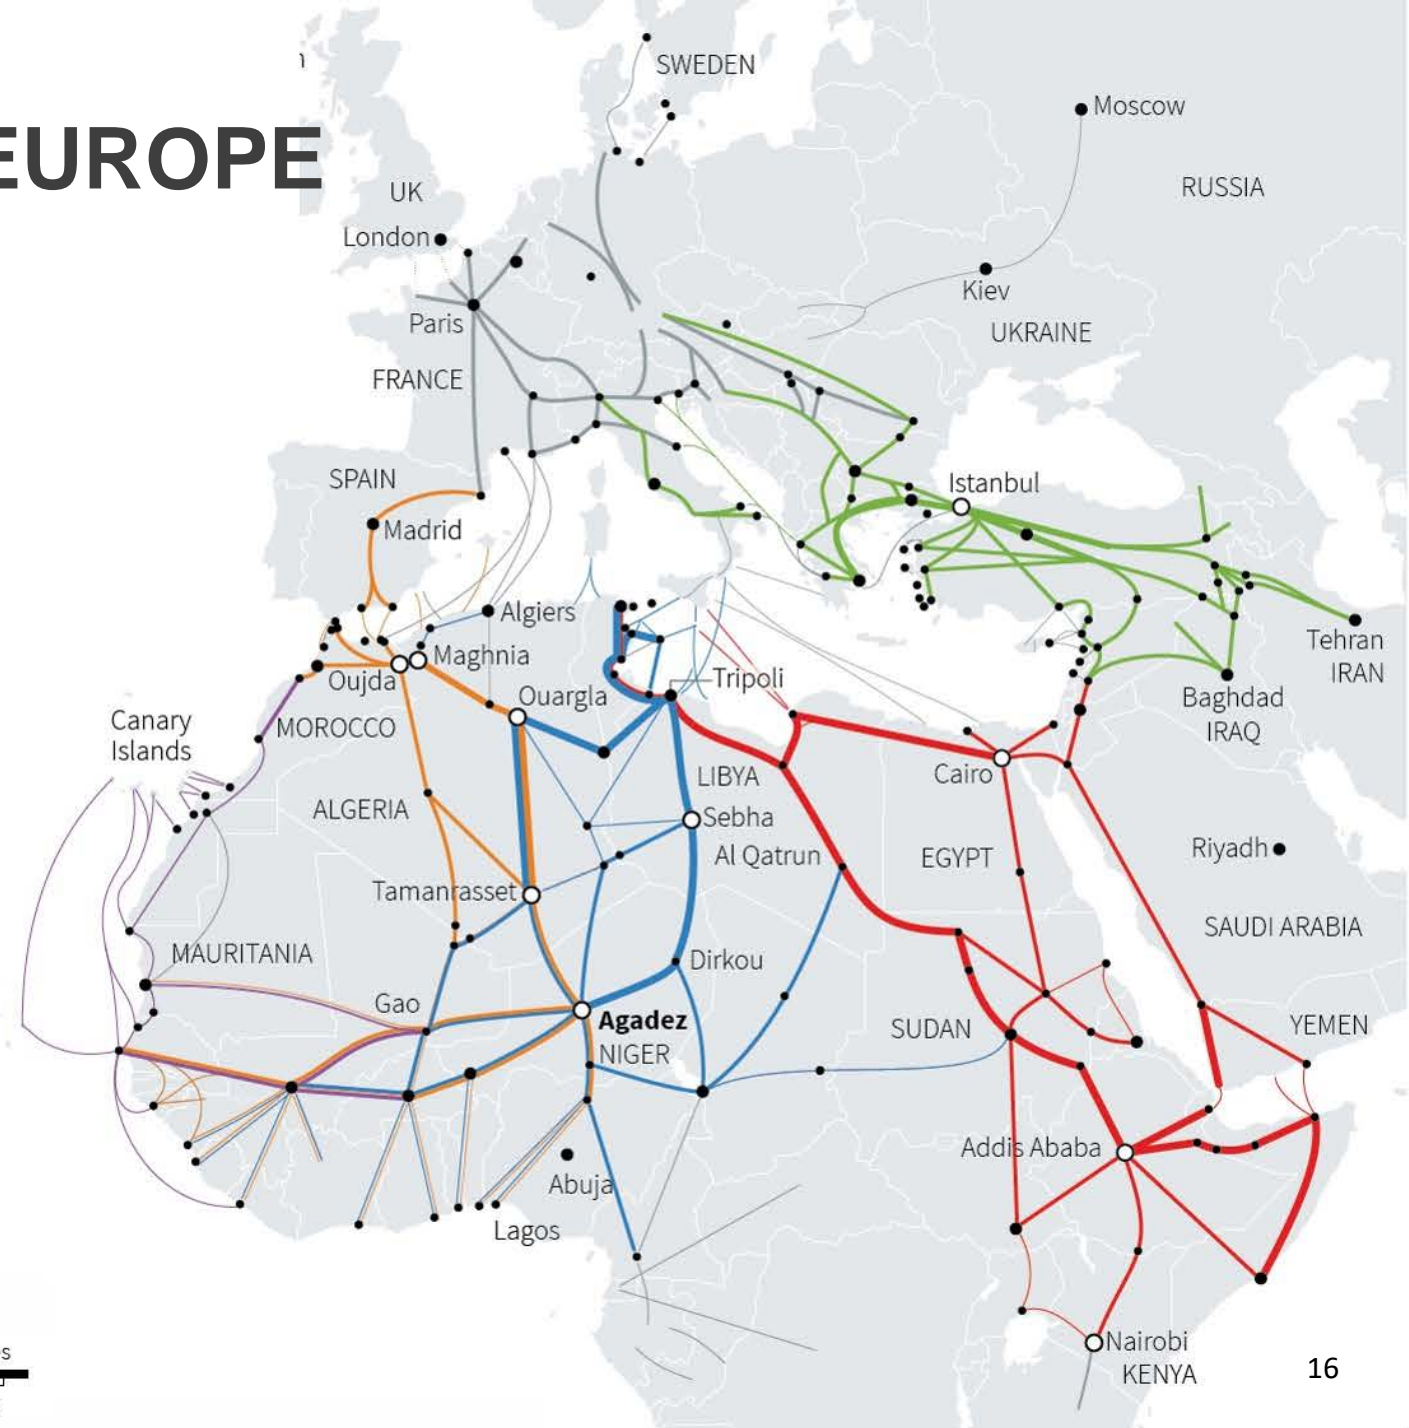 SWEDEN
Moscow
EUROPE
UK
RUSSIA
London
Kiev
Paris
UKRAINE
FRANCE
SPAIN
Istanbul
Madrid
Algiers
Tehran
IRAN
Maghnia
Oujda
Tripoli
Ouargla
Baghdad
IRAQ
Canary
Islands
MOROCCO
LIBYA
Cairo
ALGERIA
Sebha
Al Qatrun
EGYPT
Riyadh
Tamanrasset
SAUDI ARABIA
MAURITANIA
Dirkou
Gao
Agadez
NIGER
SUDAN
YEMEN
Addis Ababa
Abuja
Lagos
Nairobi
KENYA
16